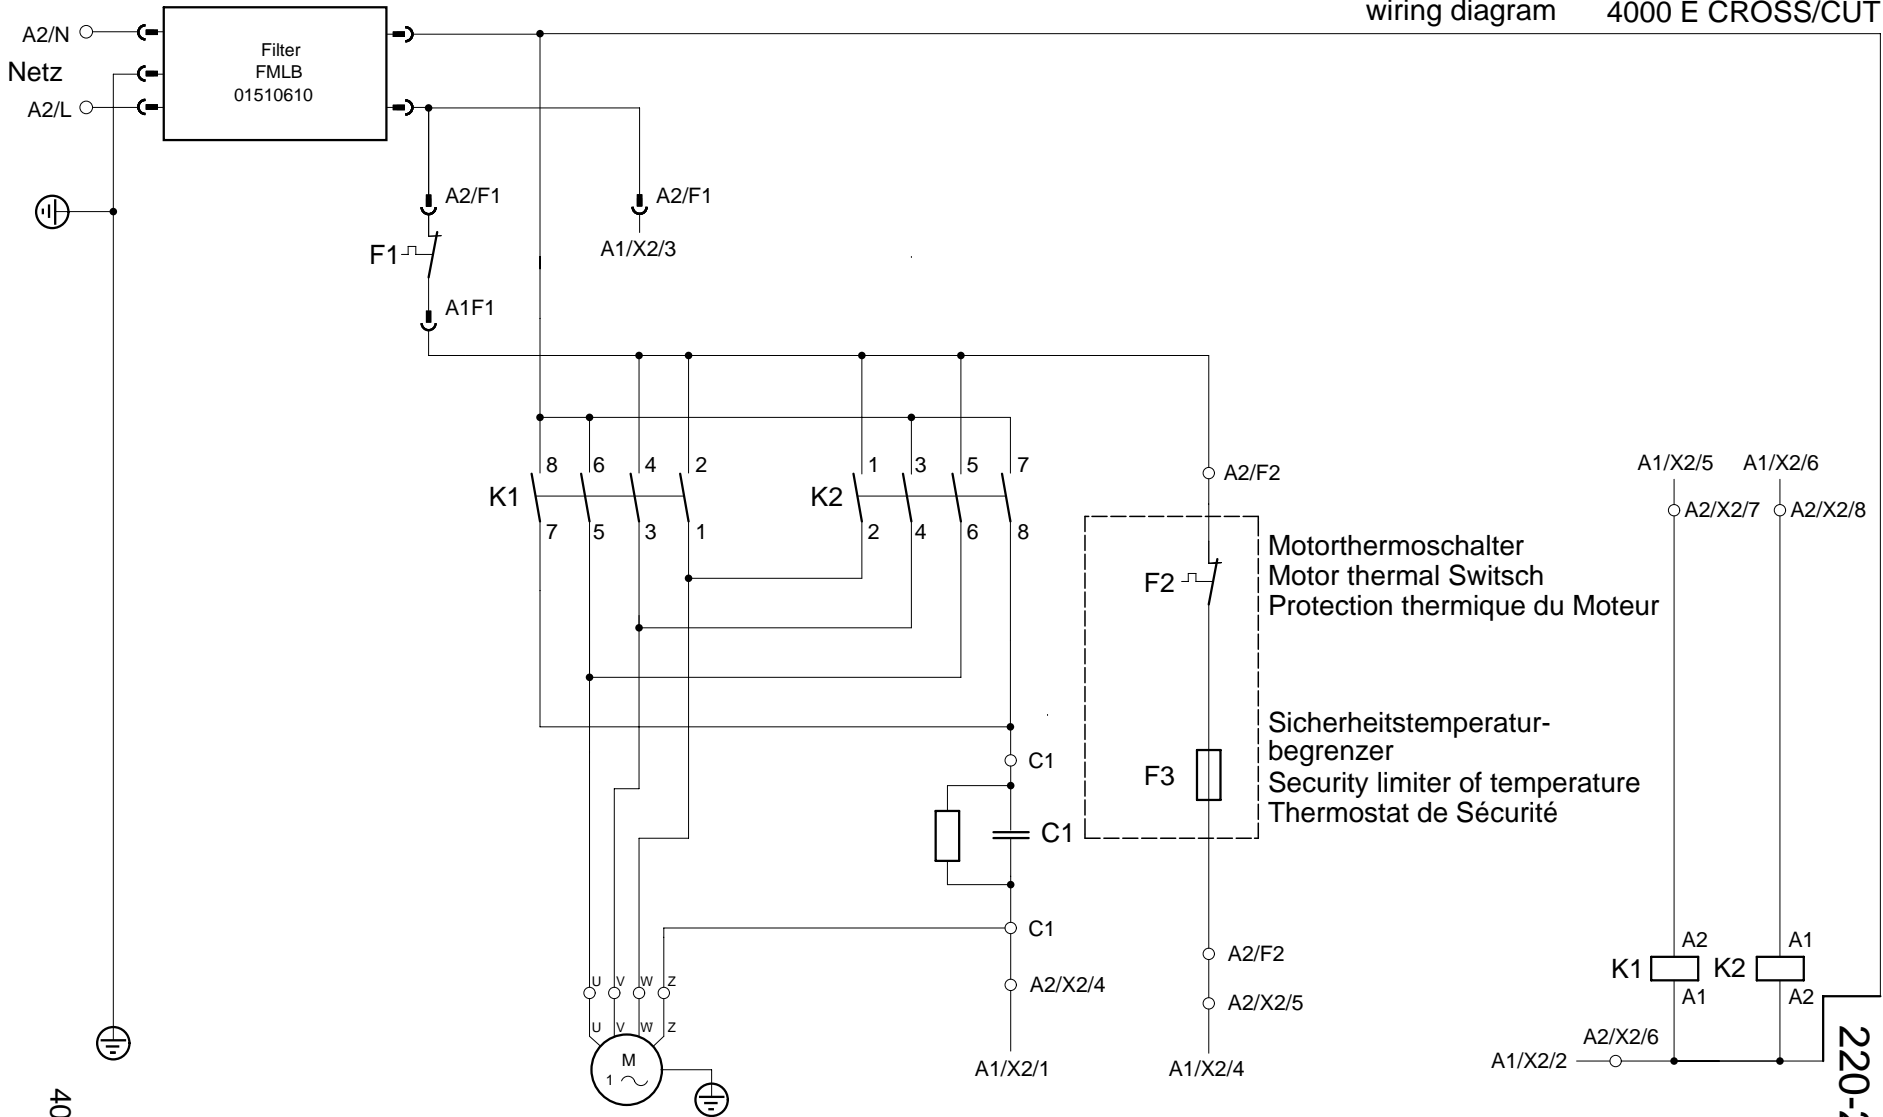 wiring diagram 4000 E CROSS/CUT
A2/N
Netz
A2/L
Filter
FMLB
01510610
A2/F1
A2/F1
F1
A1/X2/3
A1F1
8 6 4 2
1 3 5 7
K1
K2
7 5 3 1
2 4 6 8
A2/F2
A1/X2/5 A1/X2/6
A2/X2/7 A2/X2/8
F2
Motorthermoschalter
Motor thermal Switsch
Protection thermique du Moteur
F3
Sicherheitstemperatur-
begrenzer
Security limiter of temperature
Thermostat de Sécurité
C1
C1
C1
A2/F2
A2/X2/4
A2/X2/5
A1/X2/1
A1/X2/4
U V W Z
U V W Z
M
1
A2 A1
K1 K2
A1 A2
A2/X2/6
A1/X2/2